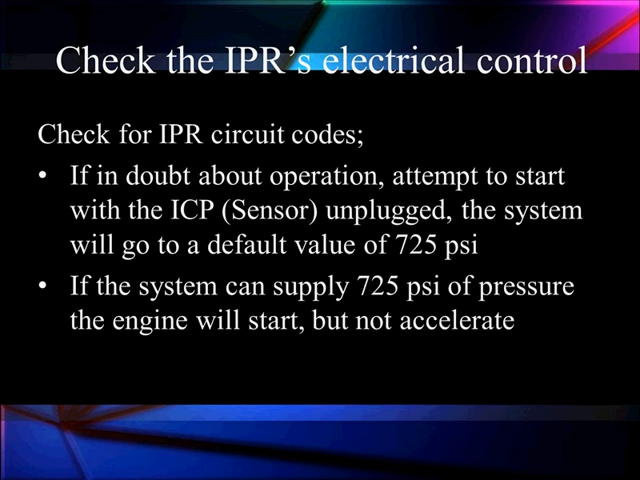 Check the IPR’s electrical control
Check for IPR circuit codes;
• If in doubt about operation, attempt to start
with the ICP (Sensor) unplugged, the system
will go to a default value of 725 psi
• If the system can supply 725 psi of pressure
the engine will start, but not accelerate